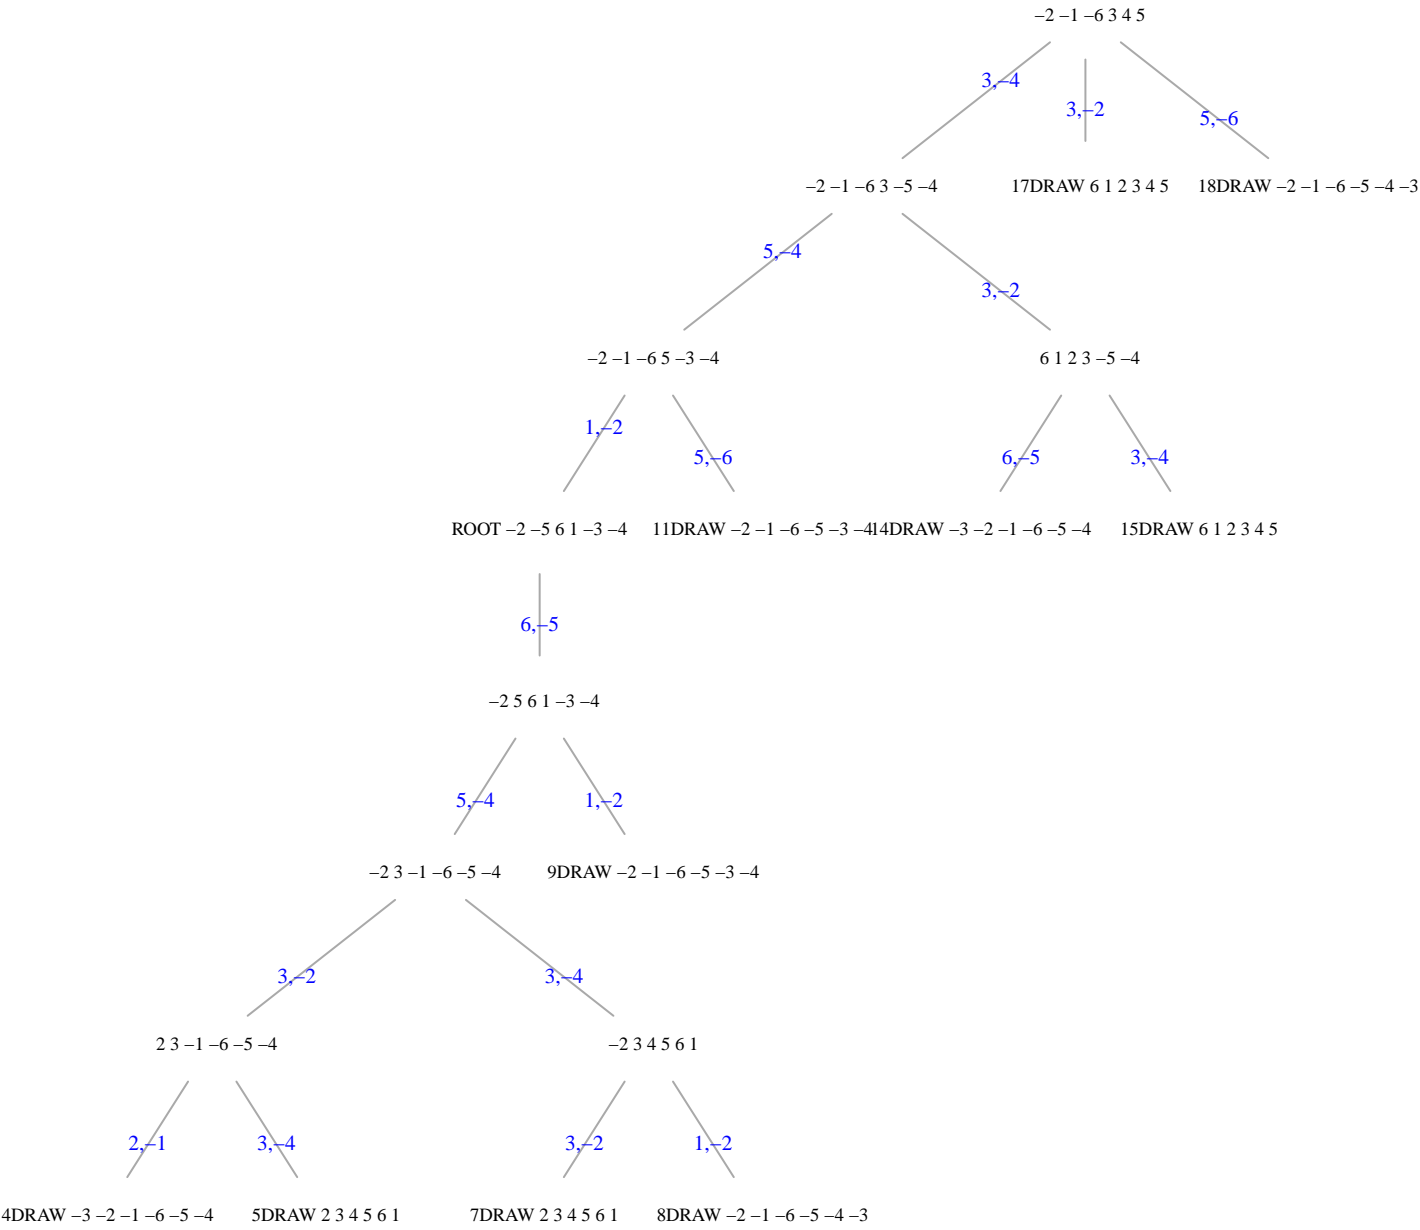 –2 –1 –6 3 4 5
3,–4
3,–2
5,–6
–2 –1 –6 3 –5 –4
17DRAW 6 1 2 3 4 5
18DRAW –2 –1 –6 –5 –4 –3
5,–4
3,–2
–2 –1 –6 5 –3 –4
6 1 2 3 –5 –4
1,–2
5,–6
6,–5
3,–4
ROOT –2 –5 6 1 –3 –4
11DRAW –2 –1 –6 –5 –3 –4
14DRAW –3 –2 –1 –6 –5 –4
15DRAW 6 1 2 3 4 5
6,–5
–2 5 6 1 –3 –4
5,–4
1,–2
–2 3 –1 –6 –5 –4
9DRAW –2 –1 –6 –5 –3 –4
3,–2
3,–4
2 3 –1 –6 –5 –4
–2 3 4 5 6 1
2,–1
3,–4
3,–2
1,–2
4DRAW –3 –2 –1 –6 –5 –4
5DRAW 2 3 4 5 6 1
7DRAW 2 3 4 5 6 1
8DRAW –2 –1 –6 –5 –4 –3